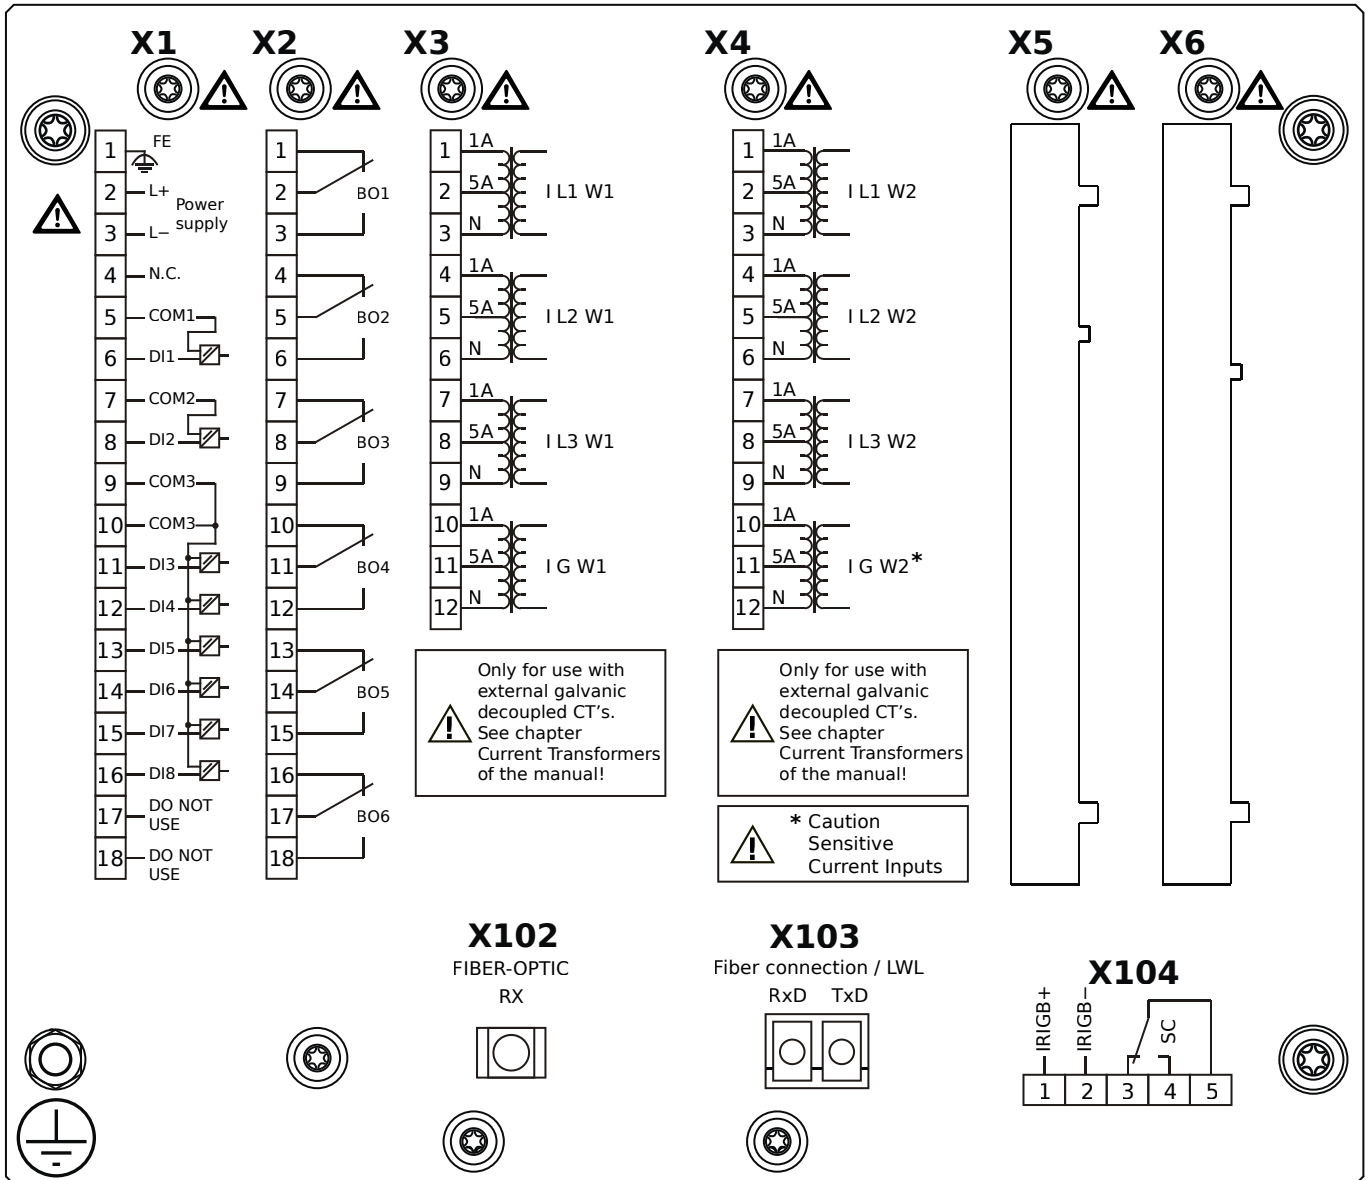 X1
X2
X3
X4
X5
X6
1 FE
2 L+
Power
supply
3 L−
4 N.C.
5 COM1
6 DI1
7 COM2
8 DI2
9 COM3
10 COM3
11 DI3
12 DI4
13 DI5
14 DI6
15 DI7
16 DI8
17 DO NOT
USE
18 DO NOT
USE
1
2 BO1
3
4
5 BO2
6
7
8 BO3
9
10
11 BO4
12
13
14 BO5
15
16
17 BO6
18
1 1A
2 5A I L1 W1
3 N
4 1A
5 5A I L2 W1
6 N
7 1A
8 5A I L3 W1
9 N
10 1A
11 5A I G W1
12 N
Only for use with
external galvanic
decoupled CT's.
See chapter
Current Transformers
of the manual!
1 1A
2 5A I L1 W2
3 N
4 1A
5 5A I L2 W2
6 N
7 1A
8 5A I L3 W2
9 N
10 1A
11 5A I G W2*
12 N
Only for use with
external galvanic
decoupled CT's.
See chapter
Current Transformers
of the manual!
* Caution
Sensitive
Current Inputs
X102
FIBER-OPTIC
RX
X103
Fiber connection / LWL
RxD TxD
X104
IRIGB+
IRIGB−
SC
1 2 3 4 5